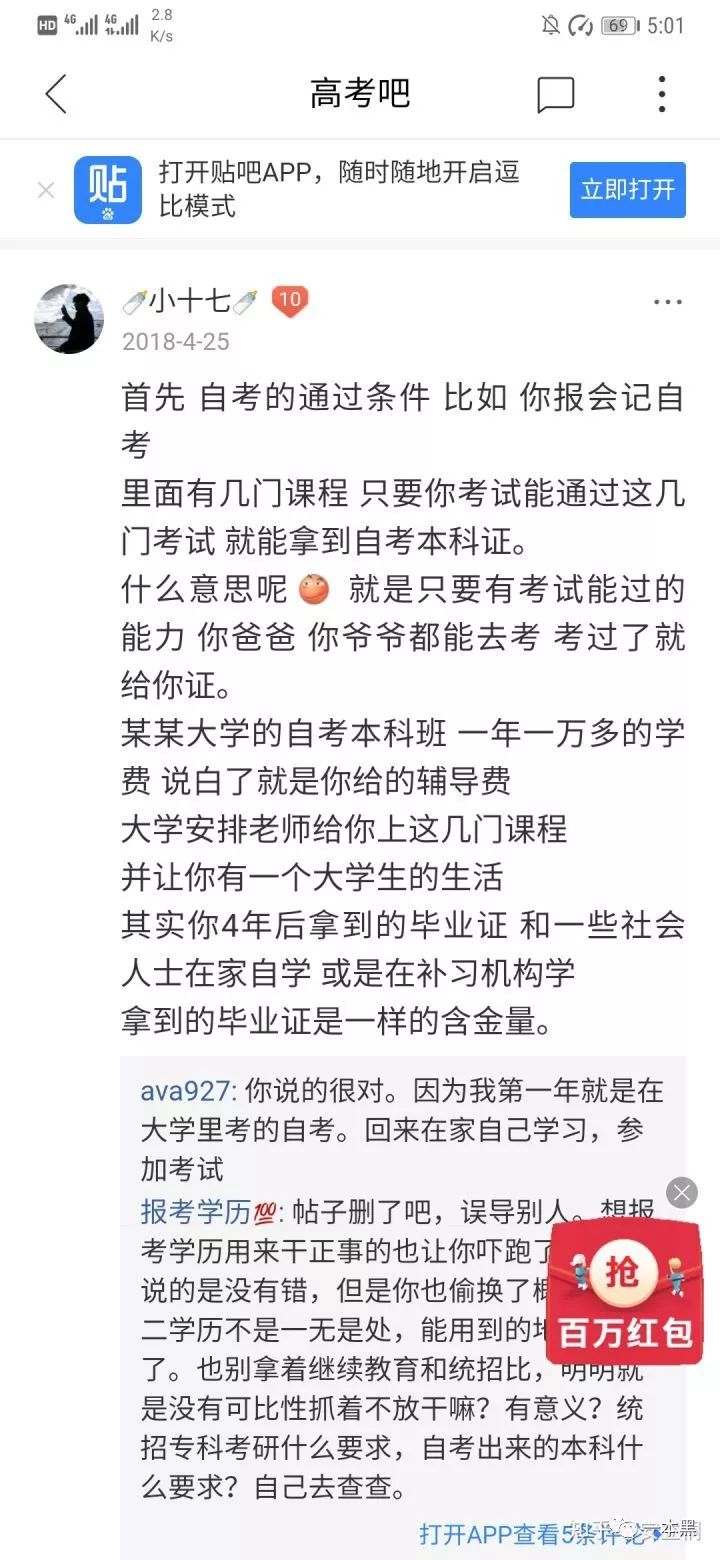 HD 4G 4G 2.8 K/s 69 5:01
高考吧
贴
打开贴吧APP，随时随地开启逗
比模式
立即打开
小十七 10
2018-4-25
首先 自考的通过条件 比如 你报会记自
考
里面有几门课程 只要你考试能通过这几
门考试 就能拿到自考本科证。
什么意思呢 就是只要有考试能过的
能力 你爸爸 你爷爷都能去考 考过了就
给你证。
某某大学的自考本科班 一年一万多的学
费 说白了就是你给的辅导费
大学安排老师给你上这几门课程
并让你有一个大学生的生活
其实你4年后拿到的毕业证 和一些社会
人士在家自学 或是在补习机构学
拿到的毕业证是一样的含金量。
ava927: 你说的很对。因为我第一年就是在
大学里考的自考。回来在家自己学习，参
加考试
报考学历💯: 帖子删了吧，误导别人。想报
考学历用来干正事的也让你吓跑了
说的是没有错，但是你也偷换了
二学历不是一无是处，能用到的
了。也别拿着继续教育和统招比，明明就
是没有可比性抓着不放干嘛？有意义？统
招专科考研什么要求，自考出来的本科什
么要求？自己去查查。
抢
百万红包
打开APP查看5条评论
知乎
一本黑